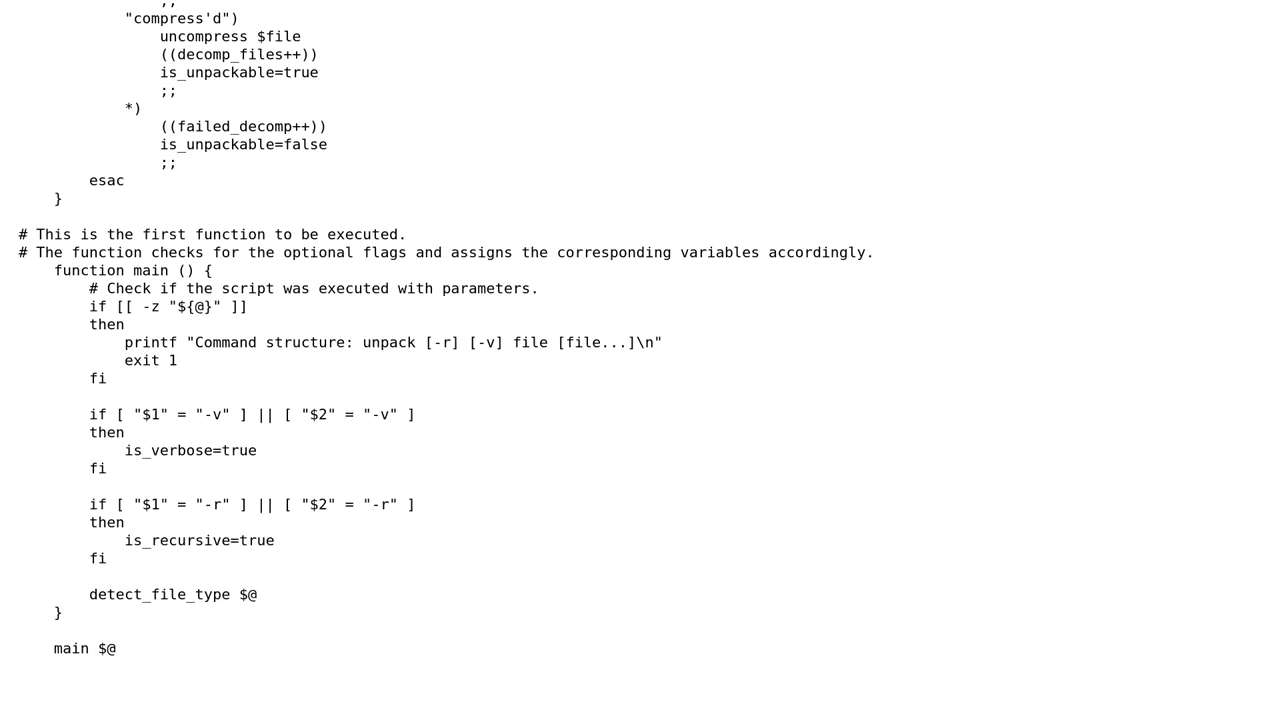 ;;
"compress'd")
uncompress $file
((decomp_files++))
is_unpackable=true
;;
*)
((failed_decomp++))
is_unpackable=false
;;
esac
}
# This is the first function to be executed.
# The function checks for the optional flags and assigns the corresponding variables accordingly.
function main () {
# Check if the script was executed with parameters.
if [[ -z "${@}" ]]
then
printf "Command structure: unpack [-r] [-v] file [file...]\n"
exit 1
fi
if [ "$1" = "-v" ] || [ "$2" = "-v" ]
then
is_verbose=true
fi
if [ "$1" = "-r" ] || [ "$2" = "-r" ]
then
is_recursive=true
fi
detect_file_type $@
}
main $@